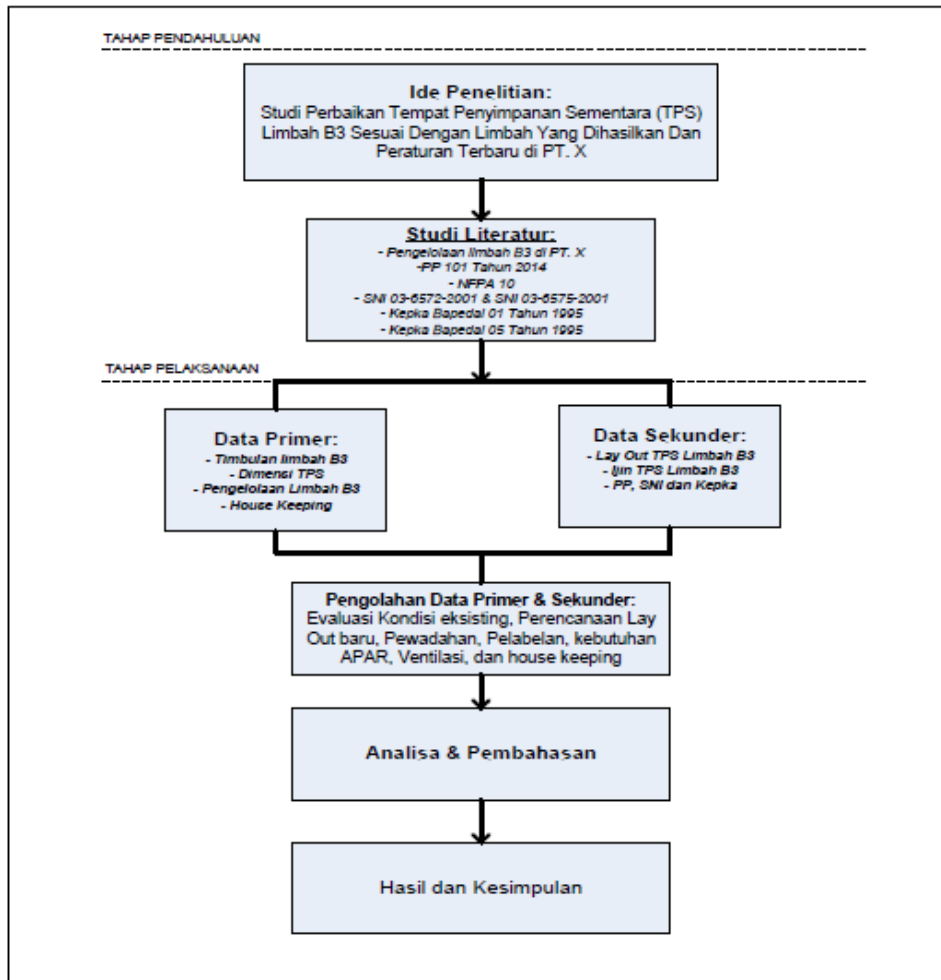 TAHAP PENDAHULUAN
Ide Penelitian:
Studi Perbaikan Tempat Penyimpanan Sementara (TPS)
Limbah B3 Sesuai Dengan Limbah Yang Dihasilkan Dan
Peraturan Terbaru di PT. X
Studi Literatur:
- Pengelolaan limbah B3 di PT. X
-PP 101 Tahun 2014
- NFPA 10
- SNI 03-6572-2001 & SNI 03-6575-2001
- Kepka Bapedal 01 Tahun 1995
- Kepka Bapedal 05 Tahun 1995
TAHAP PELAKSANAAN
Data Primer:
- Timbulan limbah B3
- Dimensi TPS
- Pengelolaan Limbah B3
- House Keeping
Data Sekunder:
- Lay Out TPS Limbah B3
- Ijin TPS Limbah B3
- PP, SNI dan Kepka
Pengolahan Data Primer & Sekunder:
Evaluasi Kondisi eksisting, Perencanaan Lay
Out baru, Pewadahan, Pelabelan, kebutuhan
APAR, Ventilasi, dan house keeping
Analisa & Pembahasan
Hasil dan Kesimpulan